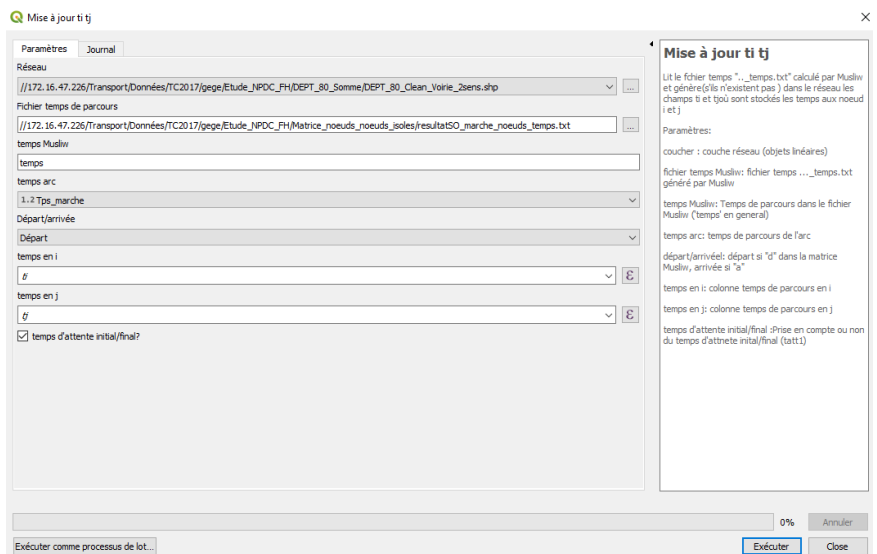 Mise à jour ti tj
Paramètres
Journal
Réseau
//172.16.47.226/Transport/Données/TC2017/gege/Etude_NPDC_FH/DEPT_80_Somme/DEPT_80_Clean_Voirie_2sens.shp
...
Fichier temps de parcours
//172.16.47.226/Transport/Données/TC2017/gege/Etude_NPDC_FH/Matrice_noeuds_noeuds_isoles/resultatSO_marche_noeuds_temps.txt
...
temps Musliw
temps
temps arc
1.2 Tps_marche
Départ/arrivée
Départ
temps en i
ti
ε
temps en j
tj
ε
temps d'attente initial/final?
Mise à jour ti tj
Lit le fichier temps ".._temps.txt" calculé par Musliw
et génère(s'ils n'existent pas ) dans le réseau les
champs ti et tjoù sont stockés les temps aux noeud
i et j
Paramètres:
coucher : couche réseau (objets linéaires)
fichier temps Musliw: fichier temps ..._temps.txt
généré par Musliw
temps Musliw: Temps de parcours dans le fichier
Musliw ('temps' en general)
temps arc: temps de parcours de l'arc
départ/arrivéel: départ si "d" dans la matrice
Musliw, arrivée si "a"
temps en i: colonne temps de parcours en i
temps en j: colonne temps de parcours en j
temps d'attente initial/final :Prise en compte ou non
du temps d'attnete inital/final (tatt1)
0%
Annuler
Exécuter comme processus de lot...
Exécuter
Close